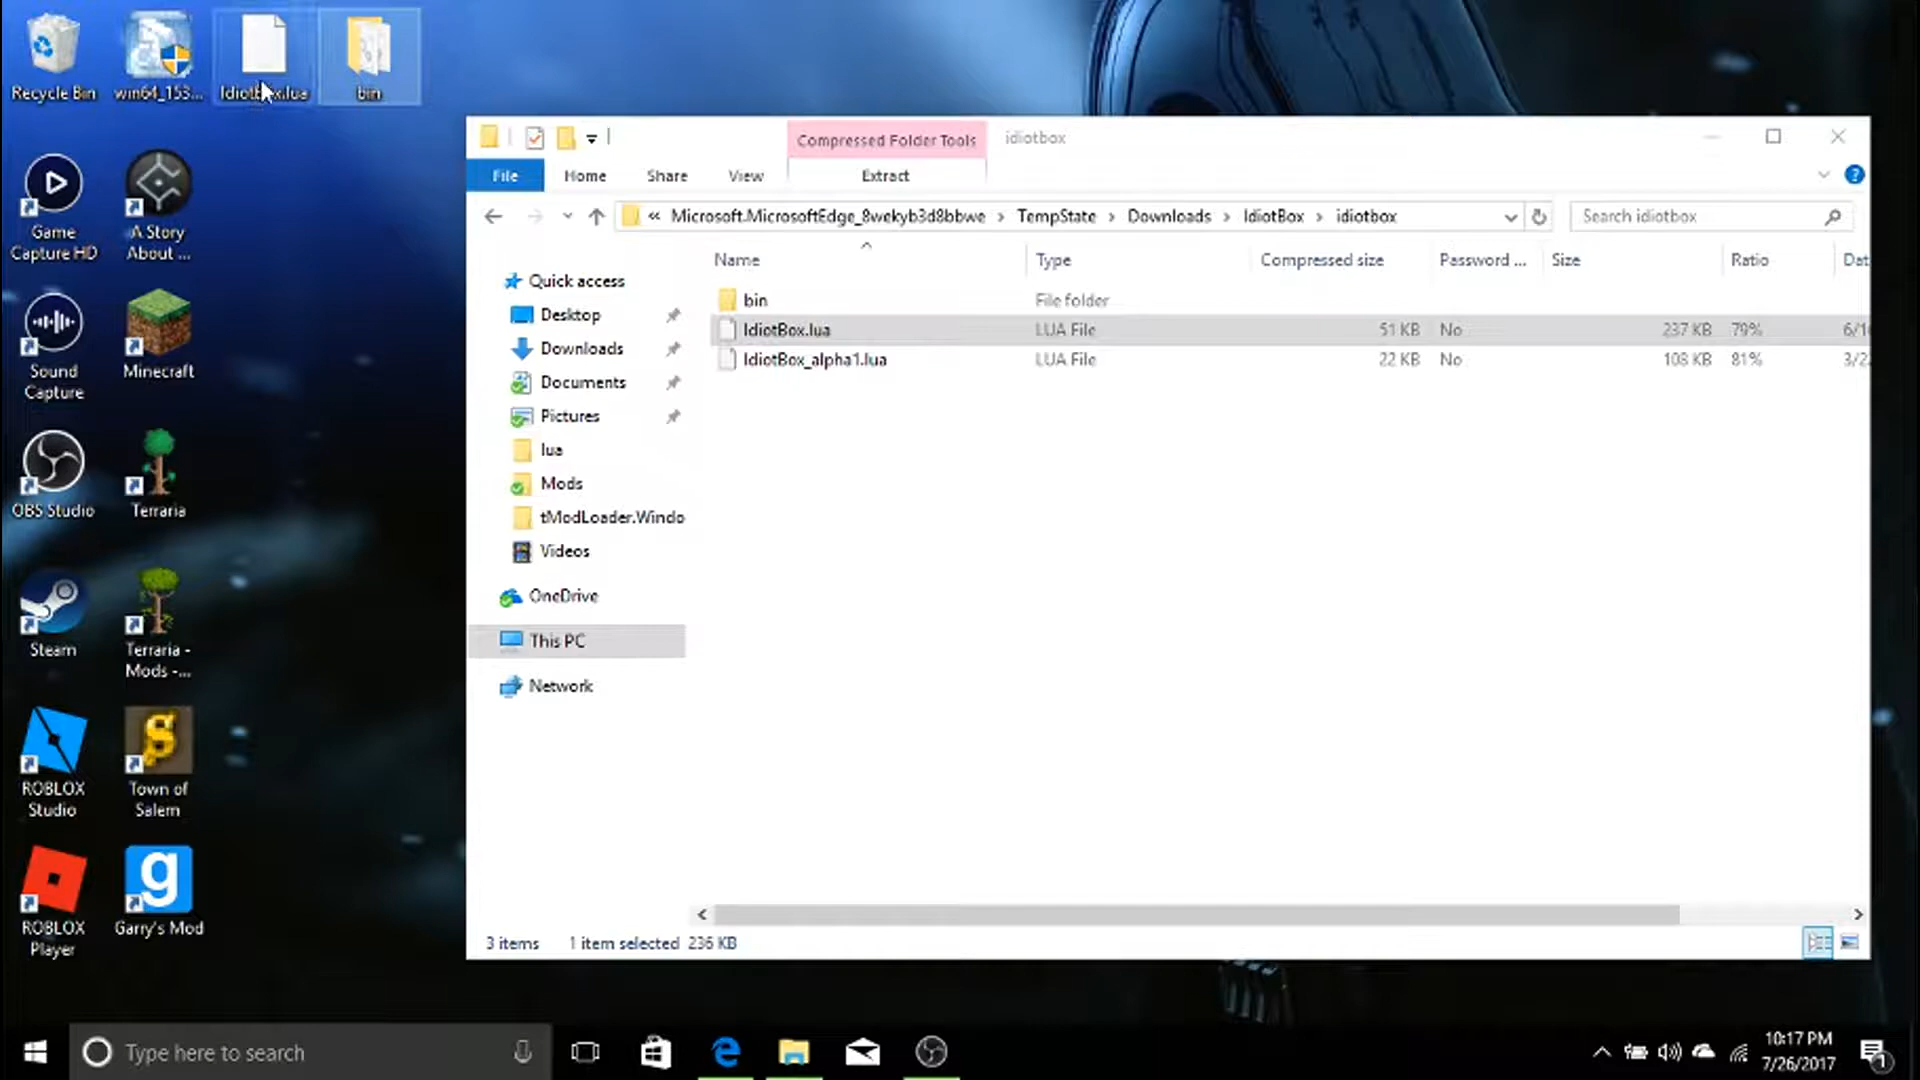 Recycle Bin
win64_153...
IdiotBox.lua
bin
Game
Capture HD
A Story
About ...
Sound
Capture
Minecraft
OBS Studio
Terraria
Steam
Terraria -
Mods -...
ROBLOX
Studio
Town of
Salem
ROBLOX
Player
Garry's Mod
Compressed Folder Tools
idiotbox
File
Home
Share
View
Extract
« Microsoft.MicrosoftEdge_8wekyb3d8bbwe › TempState › Downloads › IdiotBox › idiotbox
Search idiotbox
Name Type Compressed size Password ... Size Ratio Dat
bin File folder
IdiotBox.lua LUA File 51 KB No 237 KB 79% 6/1
IdiotBox_alpha1.lua LUA File 22 KB No 108 KB 81% 3/2
Quick access
Desktop
Downloads
Documents
Pictures
lua
Mods
tModLoader.Windo
Videos
OneDrive
This PC
Network
3 items 1 item selected 236 KB
Type here to search
10:17 PM
7/26/2017
1